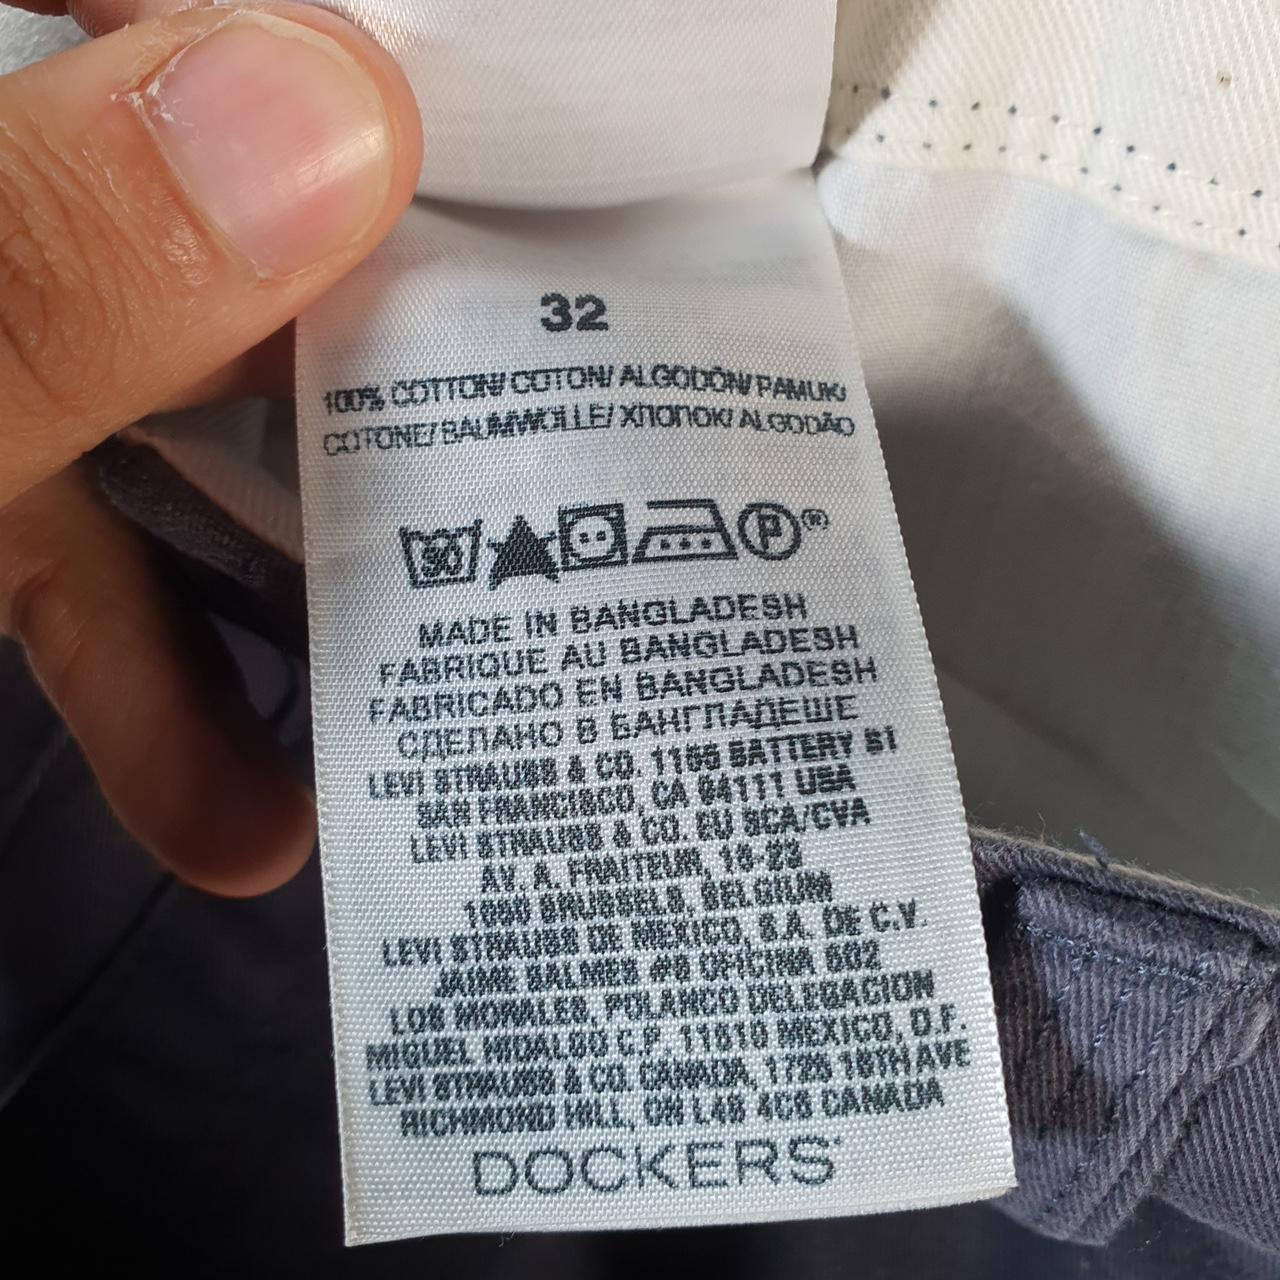 32
100% COTTON/ COTON/ ALGODÓN/ PAMUK/
COTONE/ BAUMWOLLE/ ХЛОПОК/ ALGODÃO
P®
MADE IN BANGLADESH
FABRIQUE AU BANGLADESH
FABRICADO EN BANGLADESH
СДЕЛАНО В БАНГЛАДЕШЕ
LEVI STRAUSS & CO. 1155 BATTERY ST
SAN FRANCISCO, CA 94111 USA
LEVI STRAUSS & CO. EU SCA/CVA
AV. A. FRAITEUR, 15-23
1050 BRUSSELS, BELGIUM
LEVI STRAUSS DE MEXICO, S.A. DE C.V.
JAIME BALMES #8 OFICINA 602
LOS MORALES, POLANCO DELEGACION
MIGUEL HIDALGO C.P. 11510 MEXICO, D.F.
LEVI STRAUSS & CO. CANADA, 1725 16TH AVE
RICHMOND HILL, ON L4B 4C6 CANADA
DOCKERS